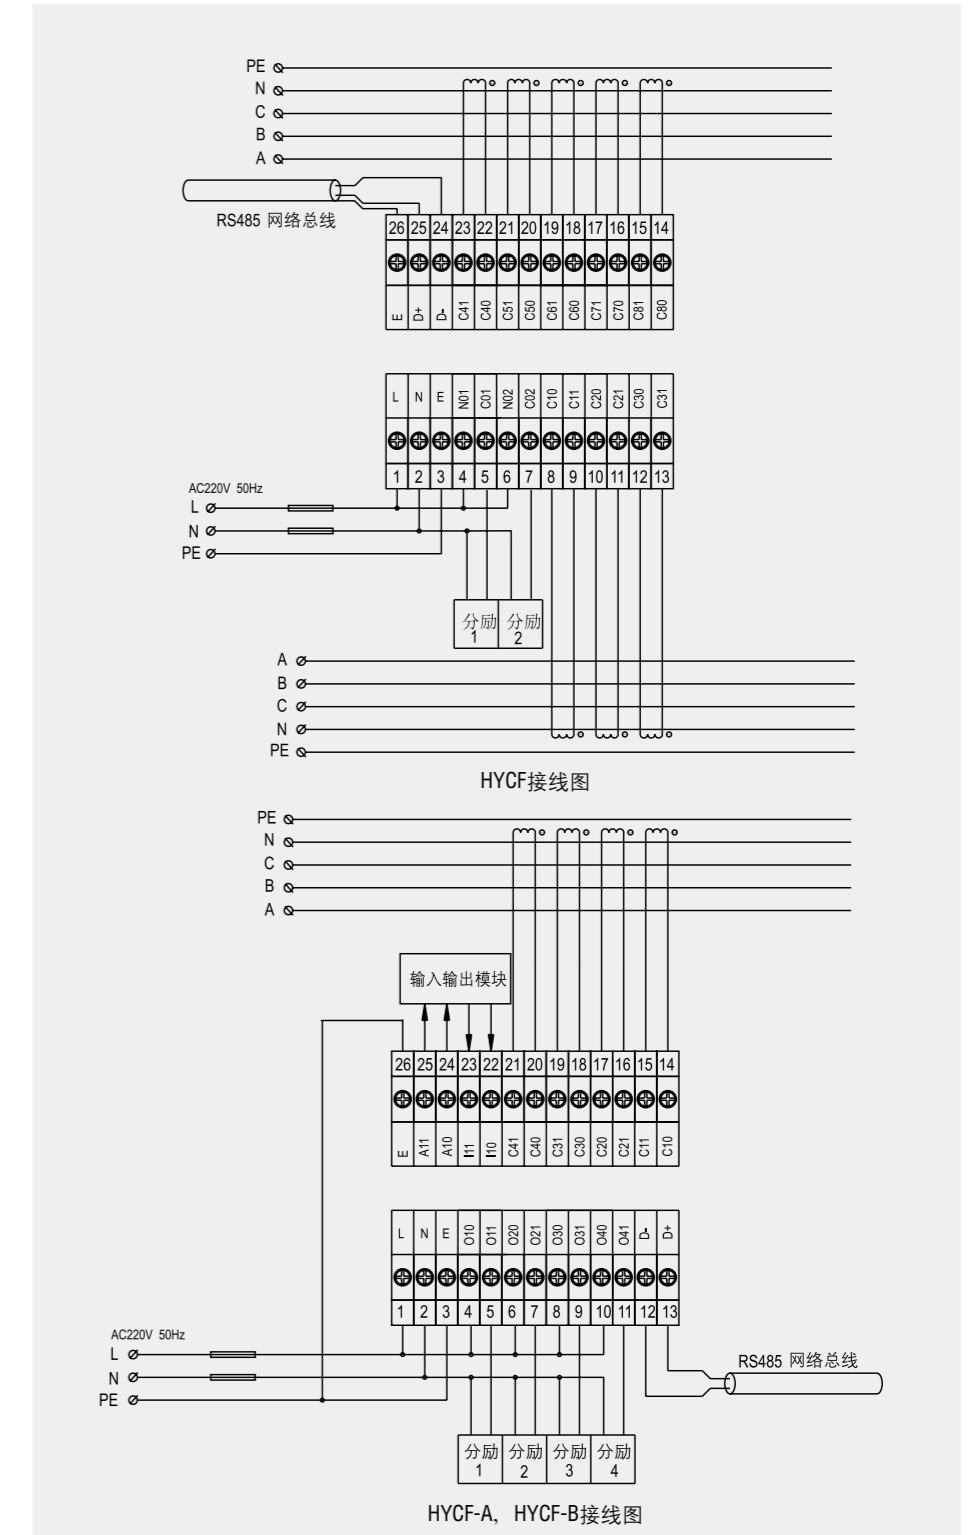 PE
N
C
B
A
RS485 网络总线
26 25 24 23 22 21 20 19 18 17 16 15 14
E D+ D- C41 C40 C51 C50 C61 C60 C71 C70 C81 C80
L N E N01 C01 N02 C02 C10 C11 C20 C21 C30 C31
1 2 3 4 5 6 7 8 9 10 11 12 13
AC220V 50Hz
L
N
PE
分励 分励
1 2
A
B
C
N
PE
HYCF接线图
PE
N
C
B
A
输入输出模块
26 25 24 23 22 21 20 19 18 17 16 15 14
E A11 A10 I11 I10 C41 C40 C31 C30 C20 C21 C11 C10
L N E O10 O11 O20 O21 O30 O31 O40 O41 D- D+
1 2 3 4 5 6 7 8 9 10 11 12 13
AC220V 50Hz
L
N
PE
RS485 网络总线
分励 分励 分励 分励
1 2 3 4
HYCF-A, HYCF-B接线图